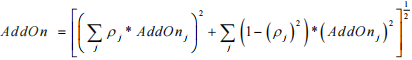 AddOn = [(∑_J ρ_J * AddOn_J)² + ∑_J (1−(ρ_J)²)*(AddOn_J)²]^{1/2}